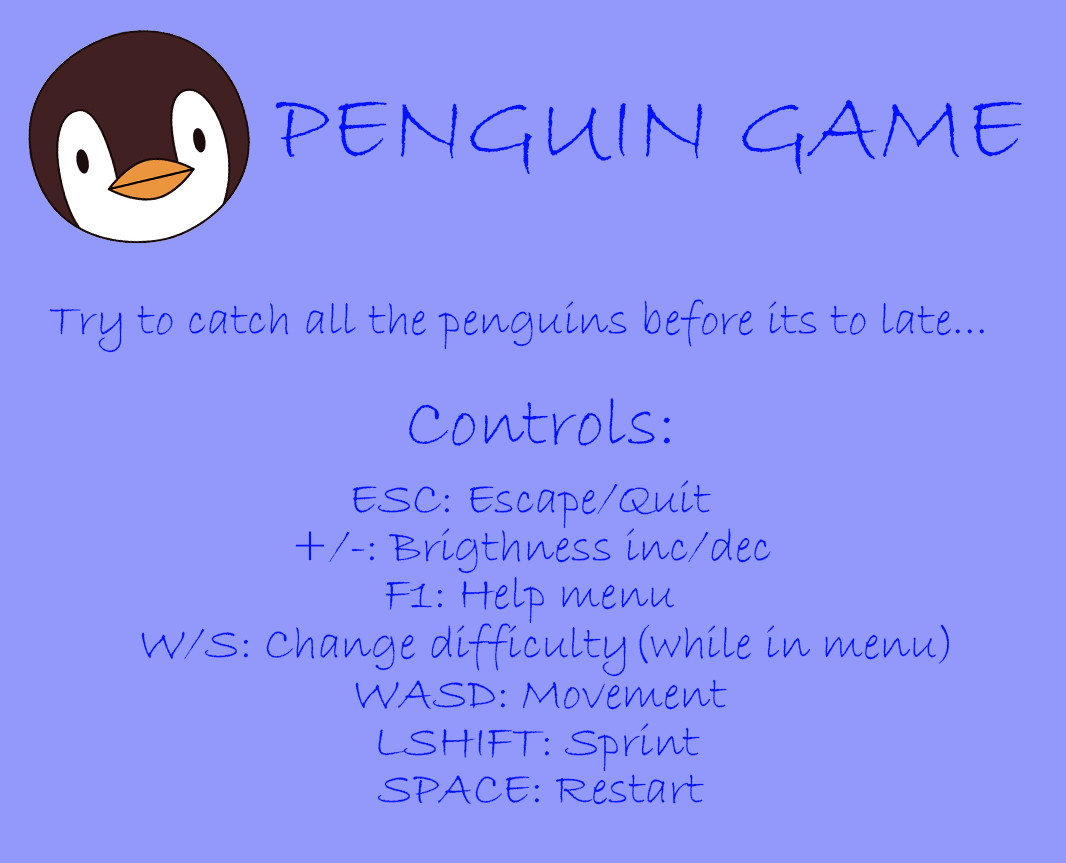 PENGUIN GAME
Try to catch all the penguins before its to late...
Controls:
ESC: Escape/Quit
+/-: Brigthness inc/dec
F1: Help menu
W/S: Change difficulty (while in menu)
WASD: Movement
LSHIFT: Sprint
SPACE: Restart